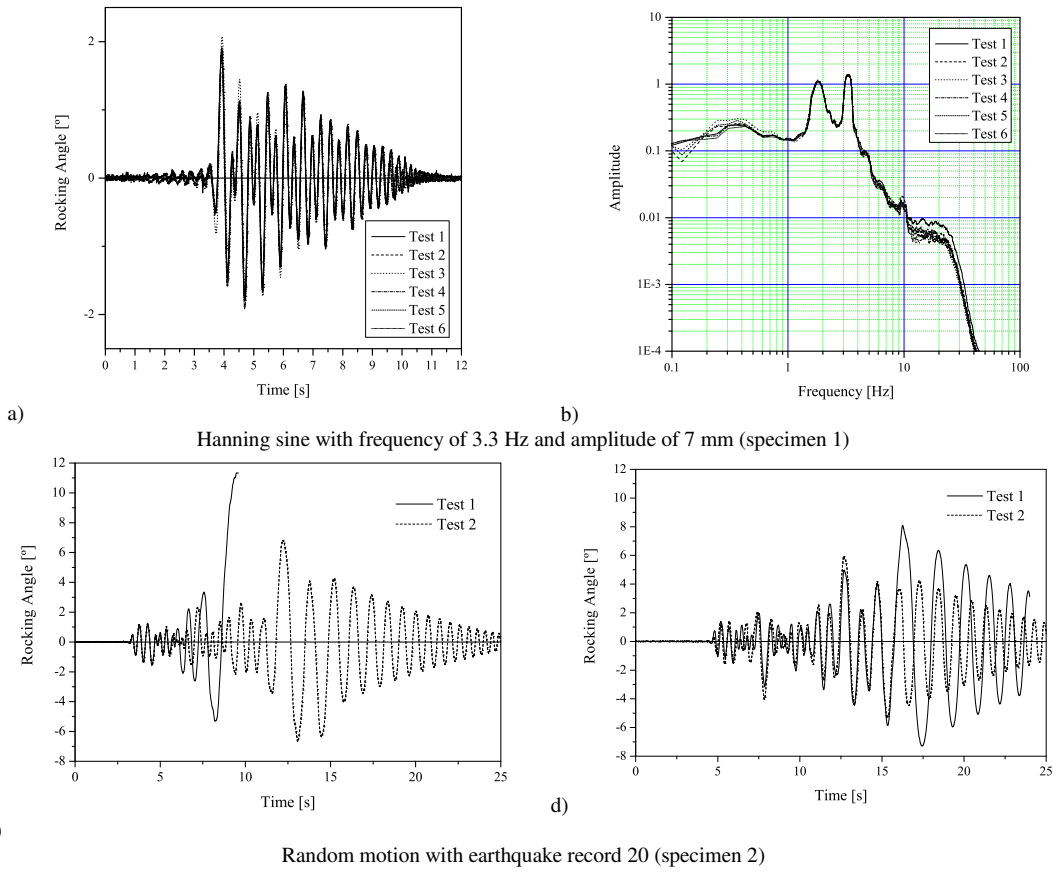 2
0
-2
Rocking Angle [º]
0 1 2 3 4 5 6 7 8 9 10 11 12
Time [s]
Test 1
Test 2
Test 3
Test 4
Test 5
Test 6
a)
10
1
0.1
0.01
1E-3
1E-4
Amplitude
0.1 1 10 100
Frequency [Hz]
Test 1
Test 2
Test 3
Test 4
Test 5
Test 6
b)
Hanning sine with frequency of 3.3 Hz and amplitude of 7 mm (specimen 1)
12
10
8
6
4
2
0
-2
-4
-6
-8
Rocking Angle [º]
0 5 10 15 20 25
Time [s]
Test 1
Test 2
)
12
10
8
6
4
2
0
-2
-4
-6
-8
Rocking Angle [º]
0 5 10 15 20 25
Time [s]
Test 1
Test 2
d)
Random motion with earthquake record 20 (specimen 2)